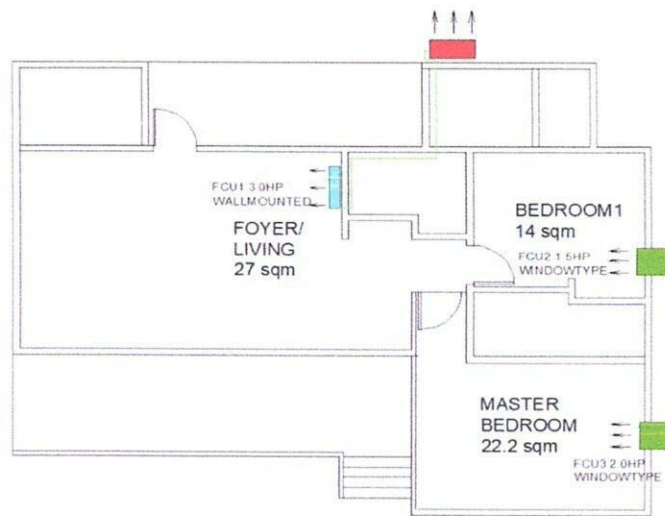 FCU1 3.0HP
WALLMOUNTED
FOYER/
LIVING
27 sqm
BEDROOM1
14 sqm
FCU2 1.5HP
WINDOWTYPE
MASTER
BEDROOM
22.2 sqm
FCU3 2.0HP
WINDOWTYPE